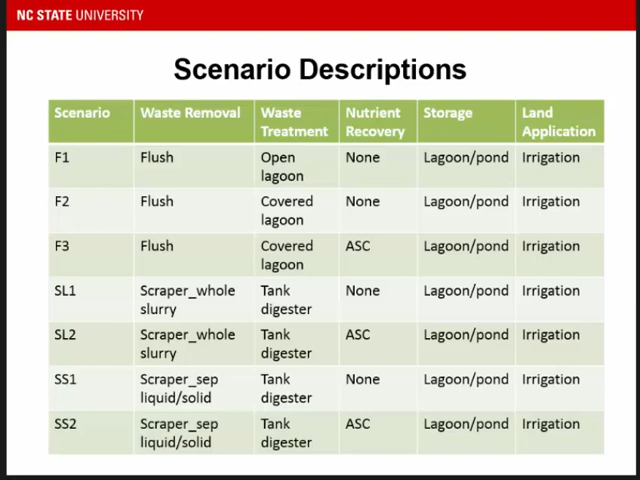 NC STATE UNIVERSITY
Scenario Descriptions
Scenario Waste Removal Waste Treatment Nutrient Recovery Storage Land Application
F1 Flush Open lagoon None Lagoon/pond Irrigation
F2 Flush Covered lagoon None Lagoon/pond Irrigation
F3 Flush Covered lagoon ASC Lagoon/pond Irrigation
SL1 Scraper_whole slurry Tank digester None Lagoon/pond Irrigation
SL2 Scraper_whole slurry Tank digester ASC Lagoon/pond Irrigation
SS1 Scraper_sep liquid/solid Tank digester None Lagoon/pond Irrigation
SS2 Scraper_sep liquid/solid Tank digester ASC Lagoon/pond Irrigation